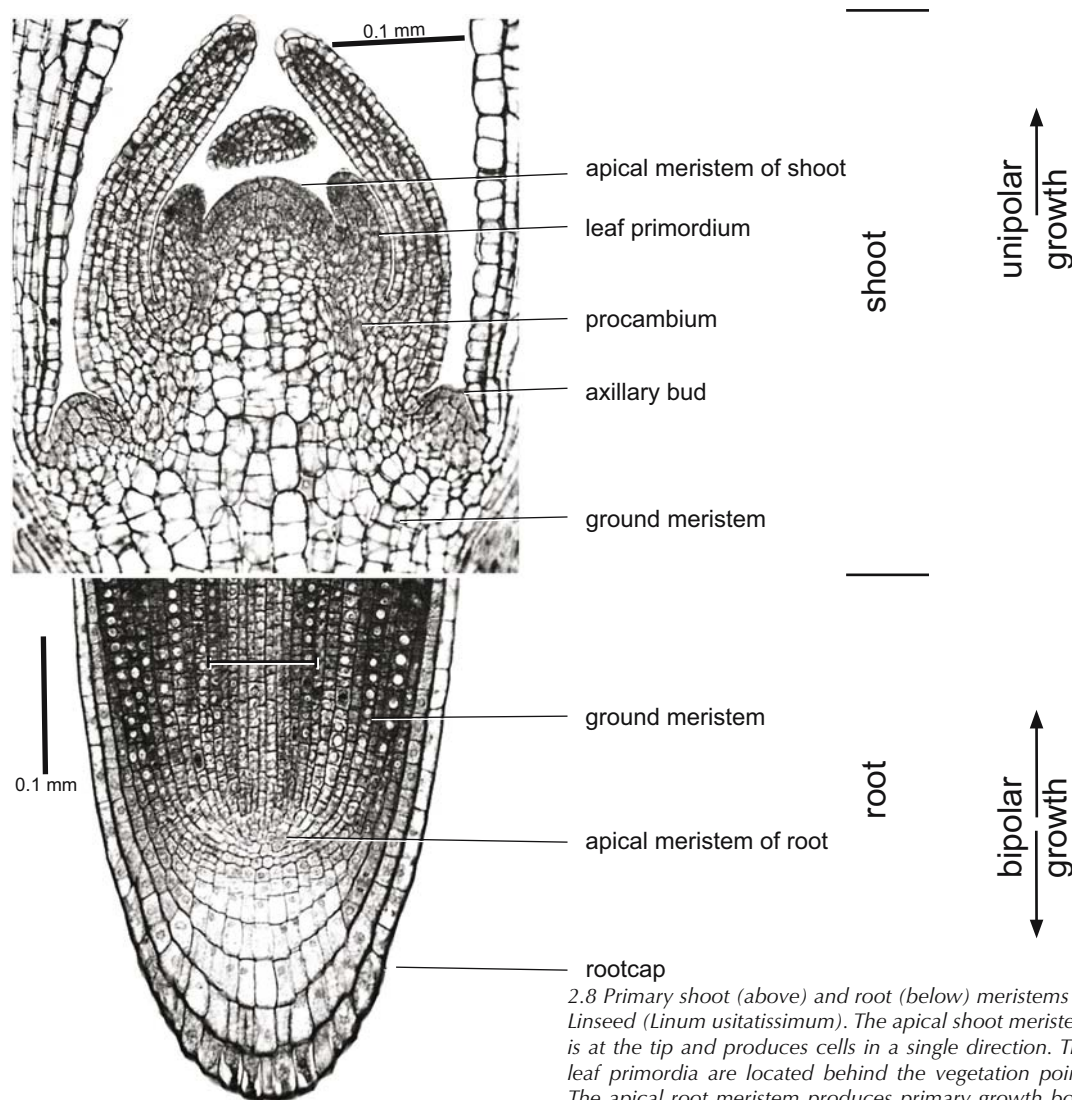 0.1 mm
apical meristem of shoot
leaf primordium
procambium
axillary bud
ground meristem
shoot
unipolar
growth
0.1 mm
ground meristem
apical meristem of root
rootcap
root
bipolar
growth
2.8 Primary shoot (above) and root (below) meristems
Linseed (Linum usitatissimum). The apical shoot
is at the tip and produces cells in a single direction.
leaf primordia are located behind the vegetation
The apical root meristem produces primary growth